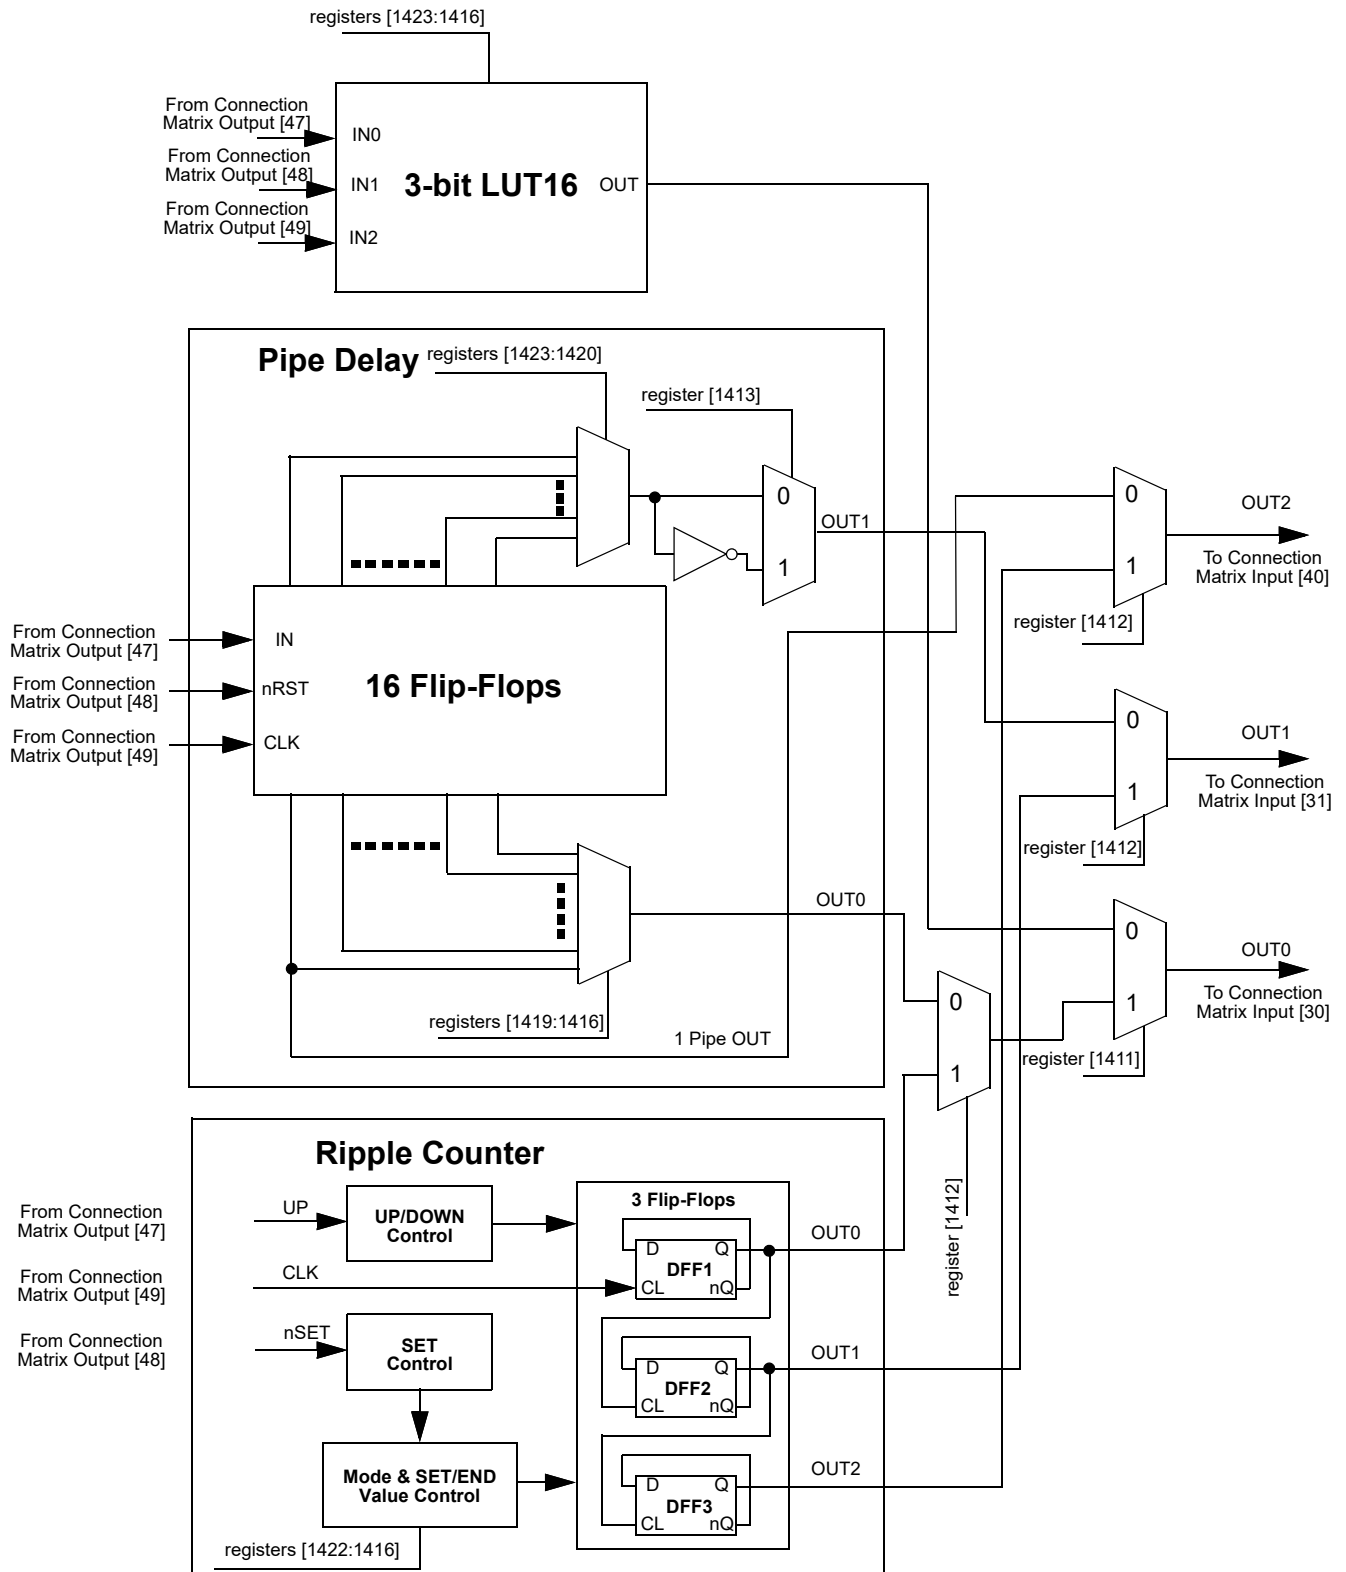 registers [1423:1416]
From Connection
Matrix Output [47]
IN0
From Connection
Matrix Output [48]
IN1
3-bit LUT16
OUT
From Connection
Matrix Output [49]
IN2
Pipe Delay
registers [1423:1420]
register [1413]
0
1
OUT1
From Connection
Matrix Output [47]
IN
From Connection
Matrix Output [48]
nRST
16 Flip-Flops
From Connection
Matrix Output [49]
CLK
OUT0
registers [1419:1416]
1 Pipe OUT
0
1
OUT2
To Connection
Matrix Input [40]
register [1412]
0
1
OUT1
To Connection
Matrix Input [31]
register [1412]
0
1
OUT0
To Connection
Matrix Input [30]
register [1411]
0
1
register [1412]
Ripple Counter
From Connection
Matrix Output [47]
UP
UP/DOWN
Control
From Connection
Matrix Output [49]
CLK
From Connection
Matrix Output [48]
nSET
SET
Control
Mode & SET/END
Value Control
registers [1422:1416]
3 Flip-Flops
D
Q
DFF1
CL
nQ
OUT0
D
Q
DFF2
CL
nQ
OUT1
D
Q
DFF3
CL
nQ
OUT2